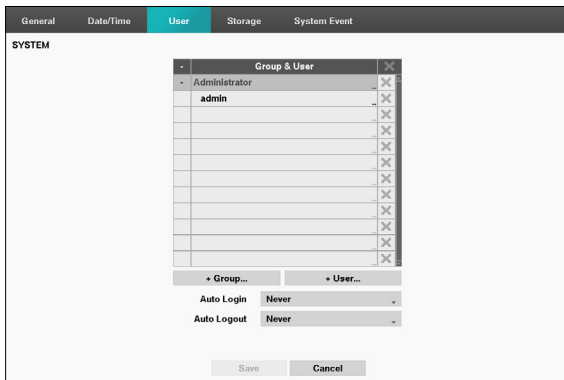 General Date/Time User Storage System Event
SYSTEM
- Group & User
- Administrator ...
admin ...
+ Group... + User...
Auto Login Never
Auto Logout Never
Save Cancel